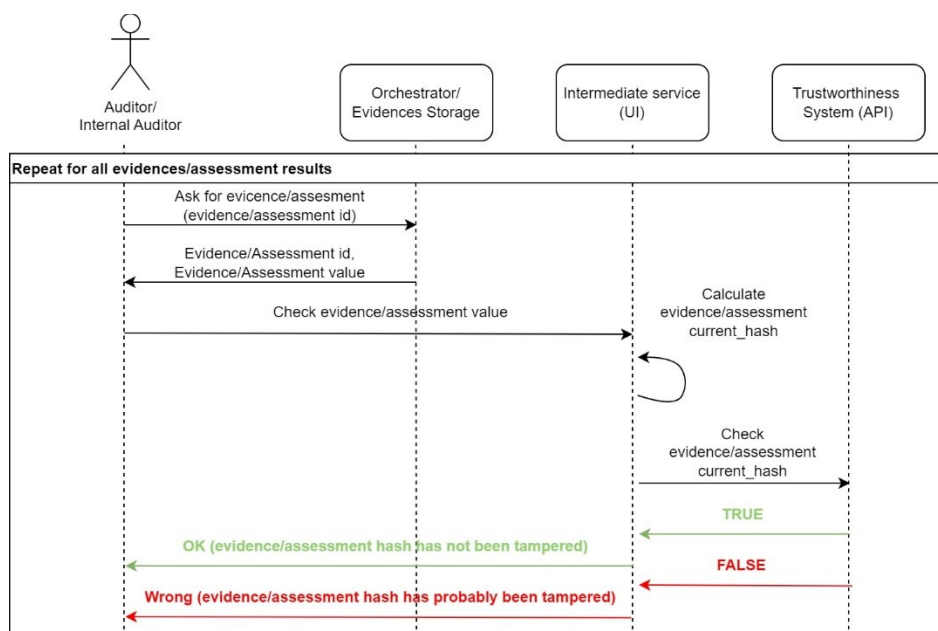 Auditor/
Internal Auditor
Orchestrator/
Evidences Storage
Intermediate service
(UI)
Trustworthiness
System (API)
Repeat for all evidences/assessment results
Ask for evicence/assesment
(evidence/assessment id)
Evidence/Assessment id,
Evidence/Assessment value
Check evidence/assessment value
Calculate
evidence/assessment
current_hash
Check
evidence/assessment
current_hash
TRUE
OK (evidence/assessment hash has not been tampered)
FALSE
Wrong (evidence/assessment hash has probably been tampered)